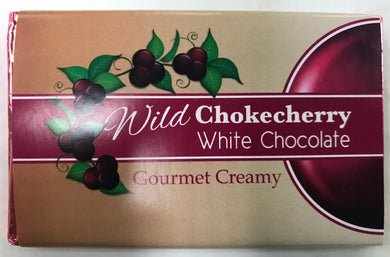 Wild Chokecherry
White Chocolate
Gourmet Creamy